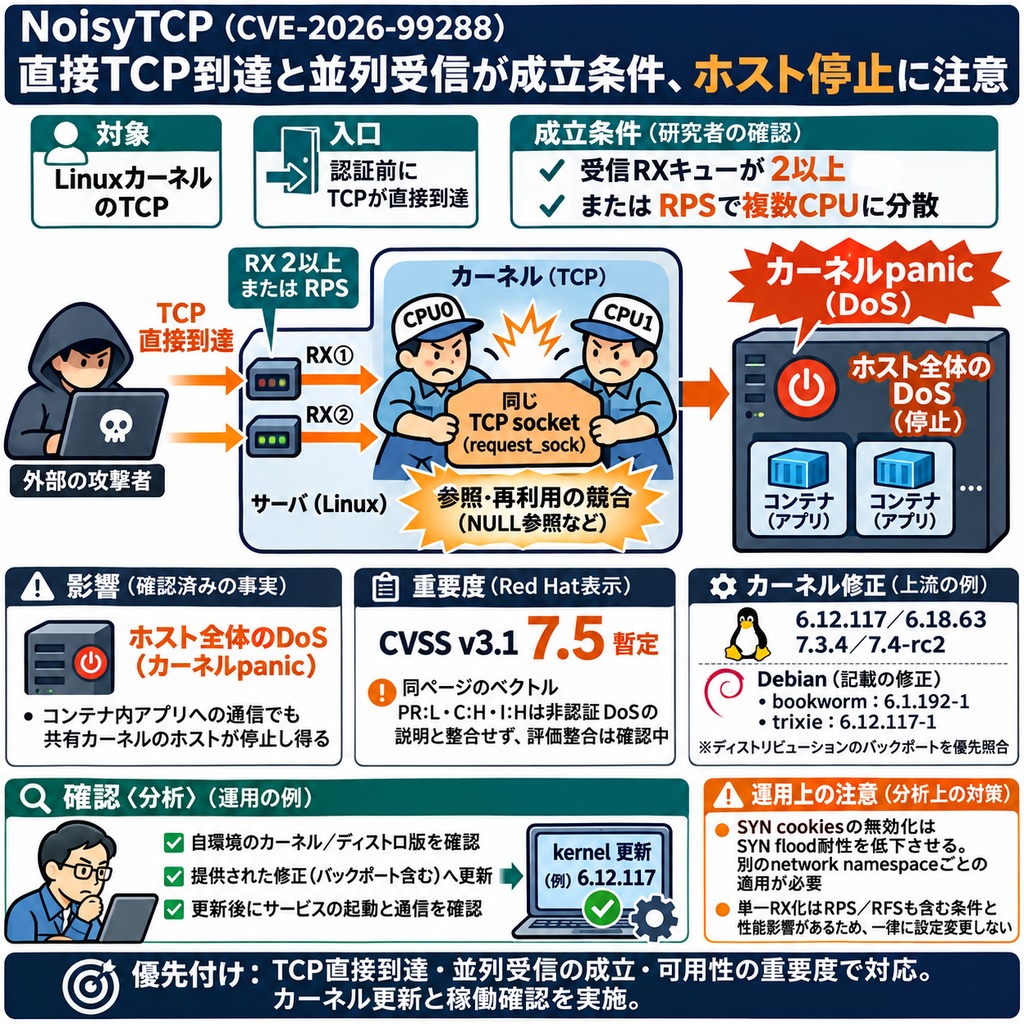 NoisyTCP（CVE-2026-99288）
直接TCP到達と並列受信が成立条件、ホスト停止に注意
対象
Linuxカーネル
のTCP
入口
認証前に
TCPが直接到達
成立条件（研究者の確認）
受信RXキューが 2以上
または RPSで複数CPUに分散
RX 2以上
または RPS
TCP
直接到達
外部の攻撃者
RX①
RX②
サーバ（Linux）
カーネル（TCP）
CPU0
CPU1
同じ
TCP socket
（request_sock）
参照・再利用の競合
（NULL参照など）
カーネルpanic
（DoS）
ホスト全体の
DoS
（停止）
コンテナ
（アプリ）
コンテナ
（アプリ）
…
影響（確認済みの事実）
ホスト全体のDoS
（カーネルpanic）
• コンテナ内アプリへの通信でも
共有カーネルのホストが停止し得る
重要度（Red Hat表示）
CVSS v3.1 7.5 暫定
同ページのベクトル
PR:L・C:H・I:Hは非認証DoSの
説明と整合せず、評価整合は確認中
カーネル修正（上流の例）
6.12.117／6.18.63
7.3.4／7.4-rc2
Debian（記載の修正）
• bookworm：6.1.192-1
• trixie：6.12.117-1
※ディストリビューションのバックポートを優先照合
確認〈分析〉（運用の例）
自環境のカーネル／ディストロ版を確認
提供された修正（バックポート含む）へ更新
更新後にサービスの起動と通信を確認
kernel 更新
（例）6.12.117
運用上の注意（分析上の対策）
SYN cookiesの無効化は
SYN flood耐性を低下させる。
別のnetwork namespaceごとの
適用が必要
単一RX化はRPS／RFSも含む条件と
性能影響があるため、一律に設定変更しない
優先付け：TCP直接到達・並列受信の成立・可用性の重要度で対応。
カーネル更新と稼働確認を実施。